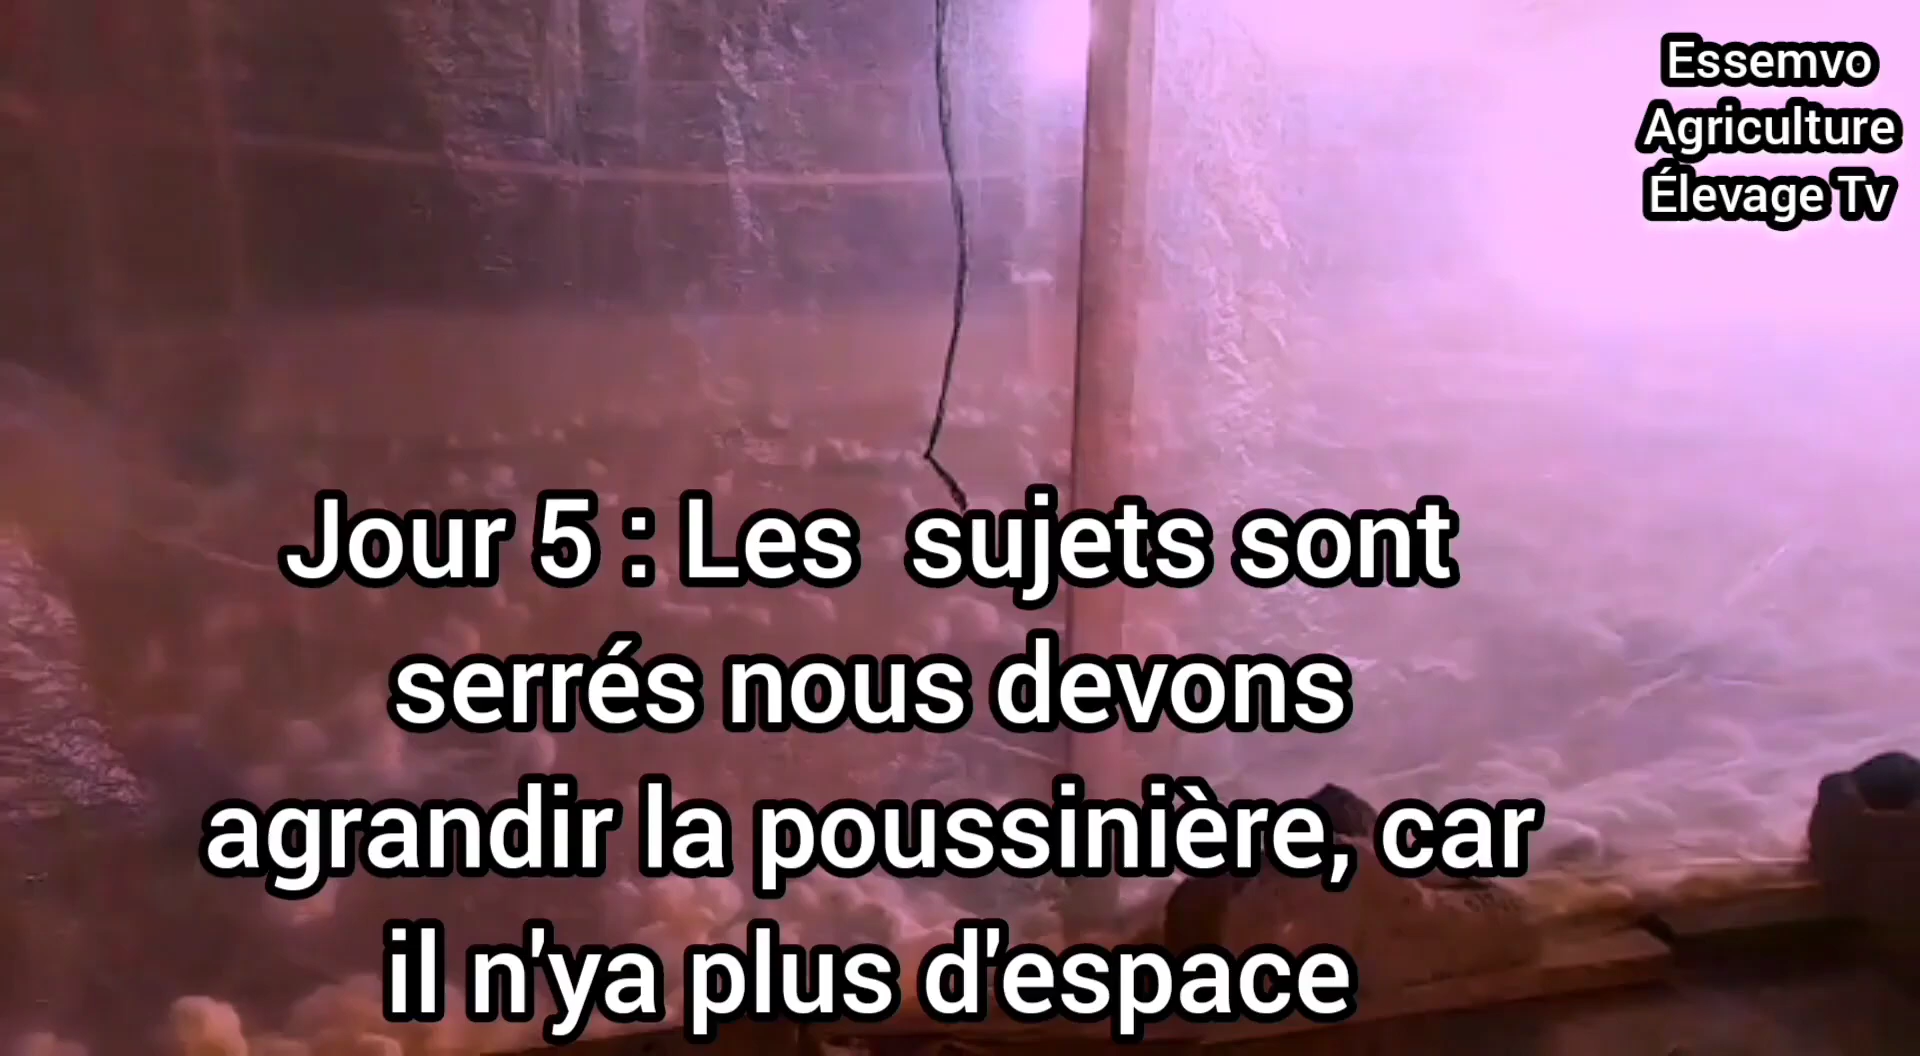 Essemvo
Agriculture
Élevage Tv
Jour 5 : Les  sujets sont
serrés nous devons
agrandir la poussinière, car
il n'ya plus d'espace